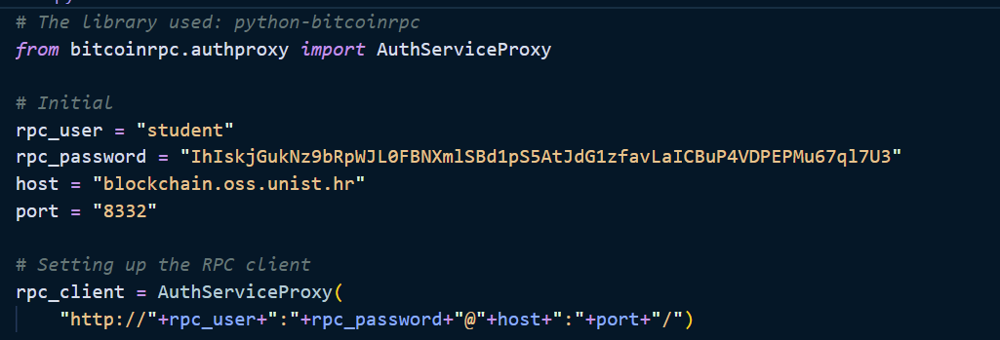 # The library used: python-bitcoinrpc
from bitcoinrpc.authproxy import AuthServiceProxy
# Initial
rpc_user = "student"
rpc_password = "IhIskjGukNz9bRpWJL0FBNXmlSBd1pS5AtJdG1zfavLaICBuP4VDPEPMu67ql7U3"
host = "blockchain.oss.unist.hr"
port = "8332"
# Setting up the RPC client
rpc_client = AuthServiceProxy(
    "http://"+rpc_user+":"+rpc_password+"@"+host+":"+port+"/")